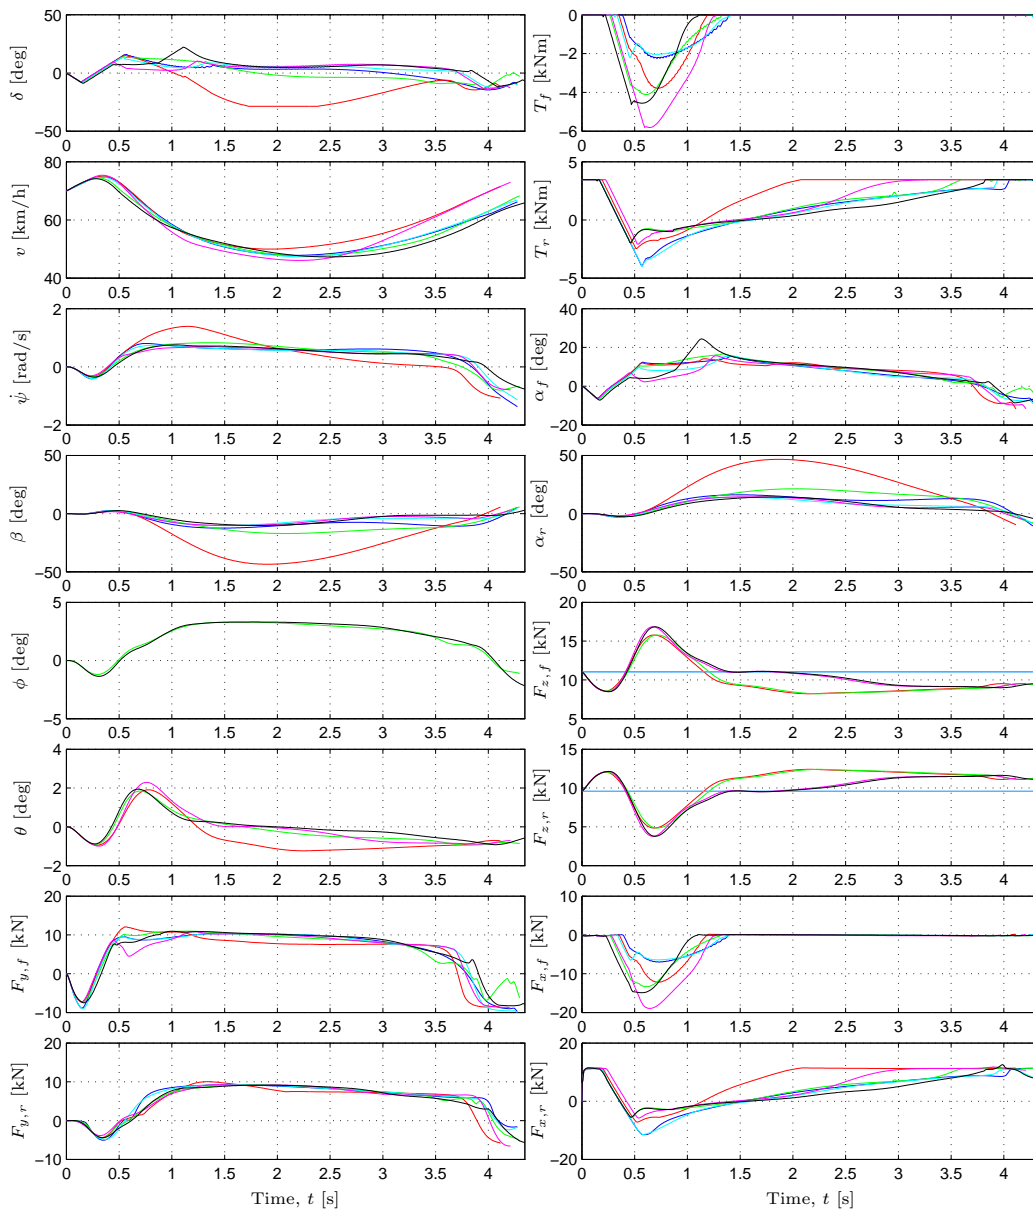 50
0
−50
δ [deg]
0 0.5 1 1.5 2 2.5 3 3.5 4
0
−2
−4
−6
T_f [kNm]
0 0.5 1 1.5 2 2.5 3 3.5 4
80
60
40
v [km/h]
0 0.5 1 1.5 2 2.5 3 3.5 4
5
0
−5
T_r [kNm]
0 0.5 1 1.5 2 2.5 3 3.5 4
2
0
−2
ψ̇ [rad/s]
0 0.5 1 1.5 2 2.5 3 3.5 4
40
20
0
−20
α_f [deg]
0 0.5 1 1.5 2 2.5 3 3.5 4
50
0
−50
β [deg]
0 0.5 1 1.5 2 2.5 3 3.5 4
50
0
−50
α_r [deg]
0 0.5 1 1.5 2 2.5 3 3.5 4
5
0
−5
ϕ [deg]
0 0.5 1 1.5 2 2.5 3 3.5 4
20
15
10
5
F_{z,f} [kN]
0 0.5 1 1.5 2 2.5 3 3.5 4
4
2
0
−2
θ [deg]
0 0.5 1 1.5 2 2.5 3 3.5 4
15
10
5
0
F_{z,r} [kN]
0 0.5 1 1.5 2 2.5 3 3.5 4
20
10
0
−10
F_{y,f} [kN]
0 0.5 1 1.5 2 2.5 3 3.5 4
10
0
−10
−20
F_{x,f} [kN]
0 0.5 1 1.5 2 2.5 3 3.5 4
20
10
0
−10
F_{y,r} [kN]
0 0.5 1 1.5 2 2.5 3 3.5 4
Time, t [s]
20
0
−20
F_{x,r} [kN]
0 0.5 1 1.5 2 2.5 3 3.5 4
Time, t [s]